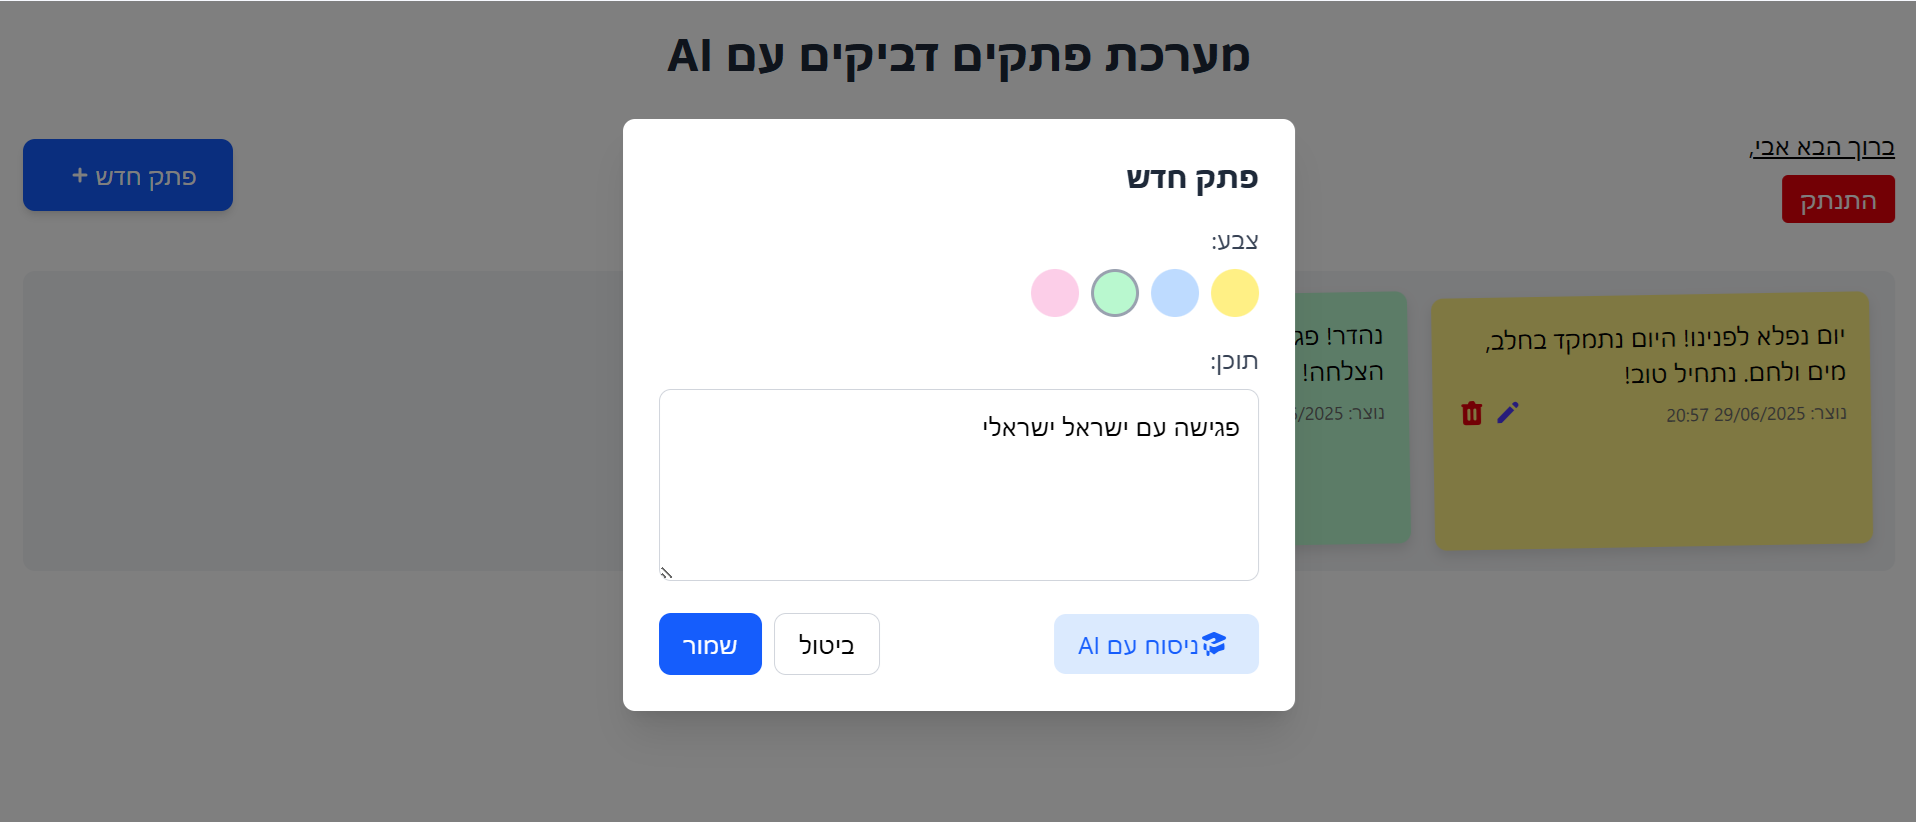 מערכת פתקים דביקים עם AI
ברוך הבא אבי,
התנתק
פתק חדש +
יום נפלא לפנינו! היום נתמקד בחלב,
מים ולחם. נתחיל טוב!
נוצר: 29/06/2025 20:57
נהדר! פג
הצלחה!
נוצר: /2025
פתק חדש
צבע:
תוכן:
פגישה עם ישראל ישראלי
ניסוח עם AI
ביטול
שמור